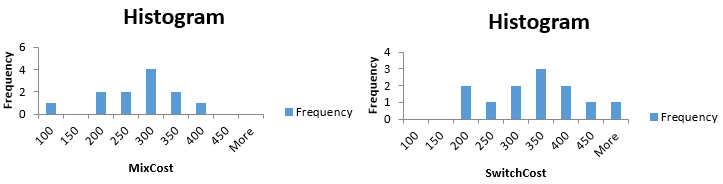 Histogram
Frequency
6
4
2
0
100
150
200
250
300
350
400
450
More
MixCost
Frequency
Histogram
Frequency
4
3
2
1
0
100
150
200
250
300
350
400
450
More
SwitchCost
Frequency